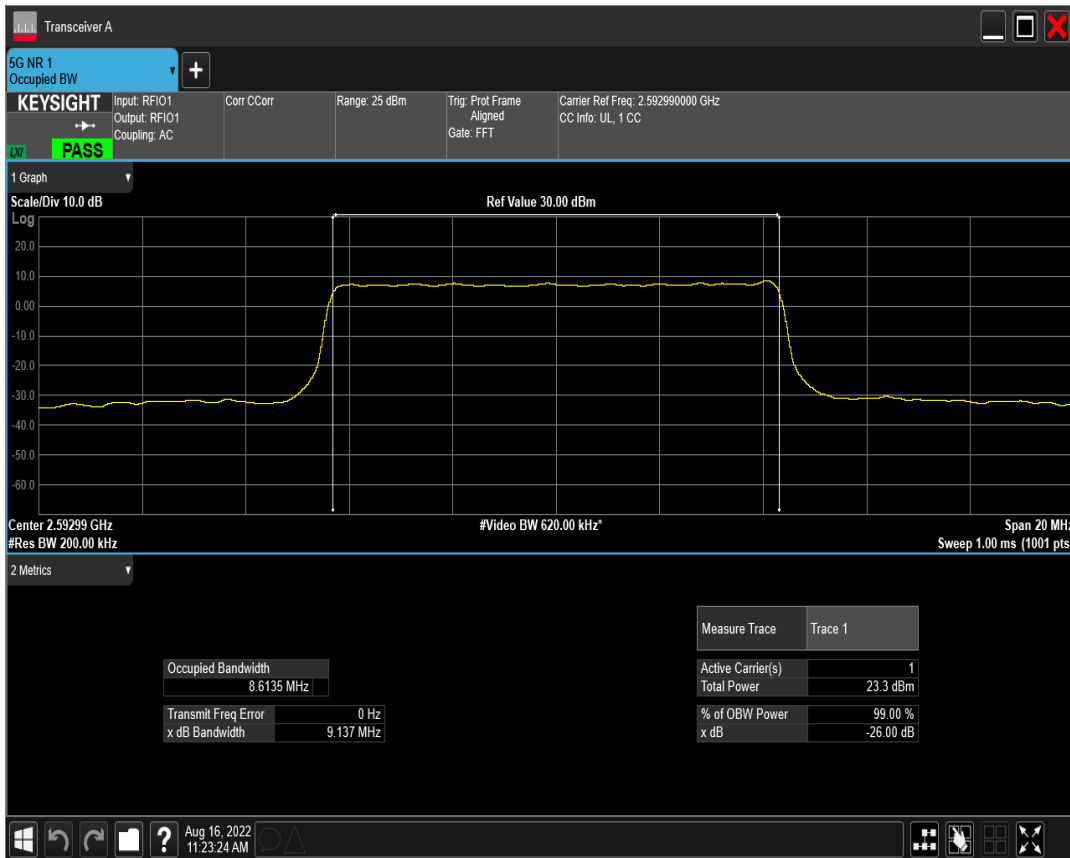 Transceiver A
5G NR 1
Occupied BW
+
KEYSIGHT
LXI
PASS
Input: RFIO1
Output: RFIO1
Coupling: AC
Corr CCorr
Range: 25 dBm
Trig: Prot Frame
Aligned
Gate: FFT
Carrier Ref Freq: 2.592990000 GHz
CC Info: UL, 1 CC
1 Graph
Scale/Div 10.0 dB
Ref Value 30.00 dBm
Log
20.0
10.0
0.00
-10.0
-20.0
-30.0
-40.0
-50.0
-60.0
Center 2.59299 GHz
#Video BW 620.00 kHz*
Span 20 MHz
#Res BW 200.00 kHz
Sweep 1.00 ms (1001 pts
2 Metrics
Measure Trace Trace 1
Occupied Bandwidth
8.6135 MHz
Active Carrier(s) 1
Total Power 23.3 dBm
Transmit Freq Error 0 Hz
x dB Bandwidth 9.137 MHz
% of OBW Power 99.00 %
x dB -26.00 dB
?
Aug 16, 2022
11:23:24 AM